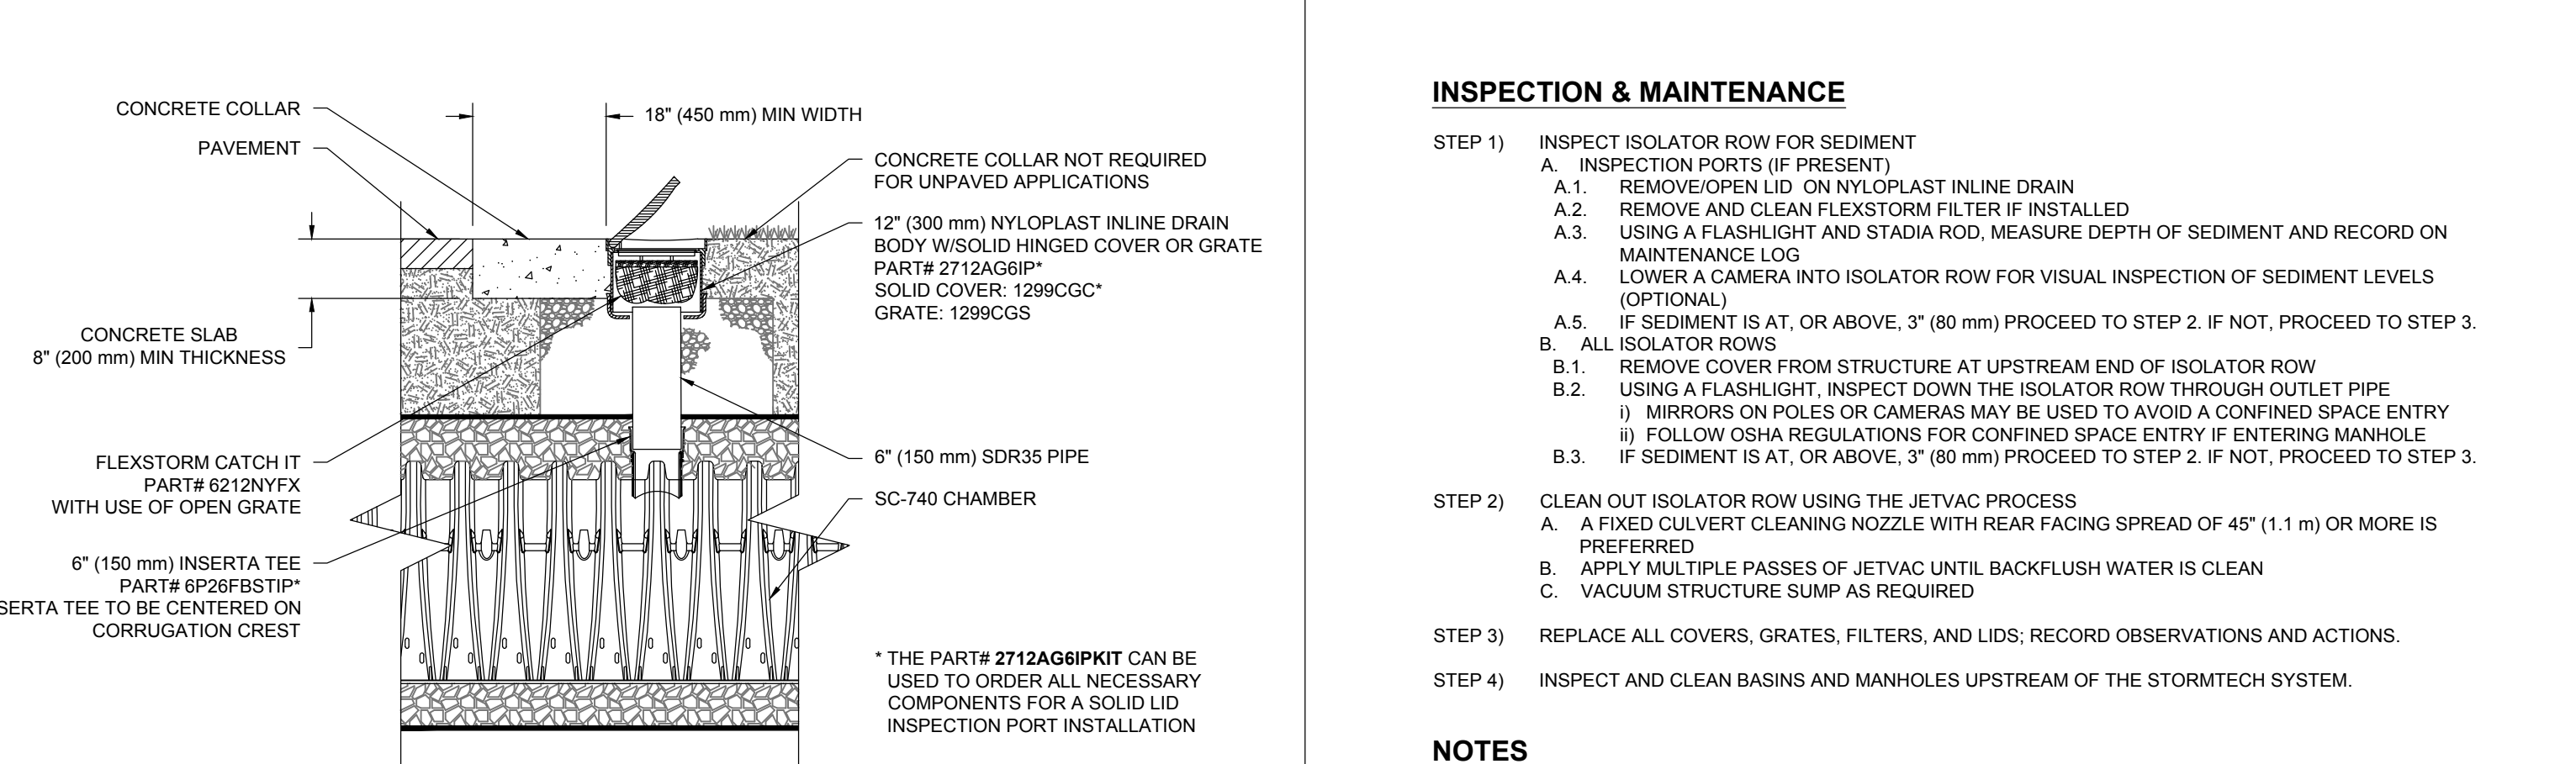 CONCRETE COLLAR
PAVEMENT
CONCRETE SLAB
8" (200 mm) MIN THICKNESS
FLEXSTORM CATCH IT
PART# 6212NYFX
WITH USE OF OPEN GRATE
6" (150 mm) INSERTA TEE
PART# 6P26FBSTIP*
SERTA TEE TO BE CENTERED ON
CORRUGATION CREST
18" (450 mm) MIN WIDTH
CONCRETE COLLAR NOT REQUIRED
FOR UNPAVED APPLICATIONS
12" (300 mm) NYLOPLAST INLINE DRAIN
BODY W/SOLID HINGED COVER OR GRATE
PART# 2712AG6IP*
SOLID COVER: 1299CGC*
GRATE: 1299CGS
6" (150 mm) SDR35 PIPE
SC-740 CHAMBER
* THE PART# 2712AG6IPKIT CAN BE
USED TO ORDER ALL NECESSARY
COMPONENTS FOR A SOLID LID
INSPECTION PORT INSTALLATION
INSPECTION & MAINTENANCE
STEP 1) INSPECT ISOLATOR ROW FOR SEDIMENT
A. INSPECTION PORTS (IF PRESENT)
A.1. REMOVE/OPEN LID ON NYLOPLAST INLINE DRAIN
A.2. REMOVE AND CLEAN FLEXSTORM FILTER IF INSTALLED
A.3. USING A FLASHLIGHT AND STADIA ROD, MEASURE DEPTH OF SEDIMENT AND RECORD ON
MAINTENANCE LOG
A.4. LOWER A CAMERA INTO ISOLATOR ROW FOR VISUAL INSPECTION OF SEDIMENT LEVELS
(OPTIONAL)
A.5. IF SEDIMENT IS AT, OR ABOVE, 3" (80 mm) PROCEED TO STEP 2. IF NOT, PROCEED TO STEP 3.
B. ALL ISOLATOR ROWS
B.1. REMOVE COVER FROM STRUCTURE AT UPSTREAM END OF ISOLATOR ROW
B.2. USING A FLASHLIGHT, INSPECT DOWN THE ISOLATOR ROW THROUGH OUTLET PIPE
i) MIRRORS ON POLES OR CAMERAS MAY BE USED TO AVOID A CONFINED SPACE ENTRY
ii) FOLLOW OSHA REGULATIONS FOR CONFINED SPACE ENTRY IF ENTERING MANHOLE
B.3. IF SEDIMENT IS AT, OR ABOVE, 3" (80 mm) PROCEED TO STEP 2. IF NOT, PROCEED TO STEP 3.
STEP 2) CLEAN OUT ISOLATOR ROW USING THE JETVAC PROCESS
A. A FIXED CULVERT CLEANING NOZZLE WITH REAR FACING SPREAD OF 45" (1.1 m) OR MORE IS
PREFERRED
B. APPLY MULTIPLE PASSES OF JETVAC UNTIL BACKFLUSH WATER IS CLEAN
C. VACUUM STRUCTURE SUMP AS REQUIRED
STEP 3) REPLACE ALL COVERS, GRATES, FILTERS, AND LIDS; RECORD OBSERVATIONS AND ACTIONS.
STEP 4) INSPECT AND CLEAN BASINS AND MANHOLES UPSTREAM OF THE STORMTECH SYSTEM.
NOTES